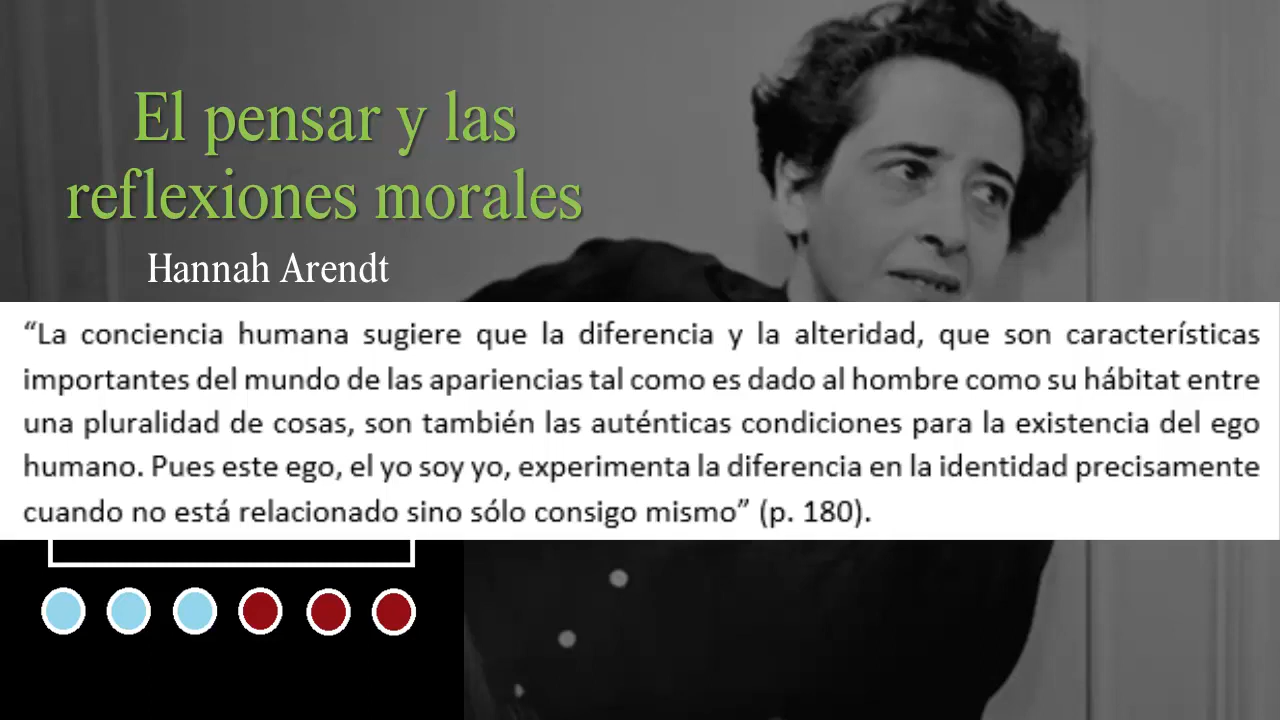 El pensar y las
reflexiones morales
Hannah Arendt
“La conciencia humana sugiere que la diferencia y la alteridad, que son características
importantes del mundo de las apariencias tal como es dado al hombre como su hábitat entre
una pluralidad de cosas, son también las auténticas condiciones para la existencia del ego
humano. Pues este ego, el yo soy yo, experimenta la diferencia en la identidad precisamente
cuando no está relacionado sino sólo consigo mismo” (p. 180).